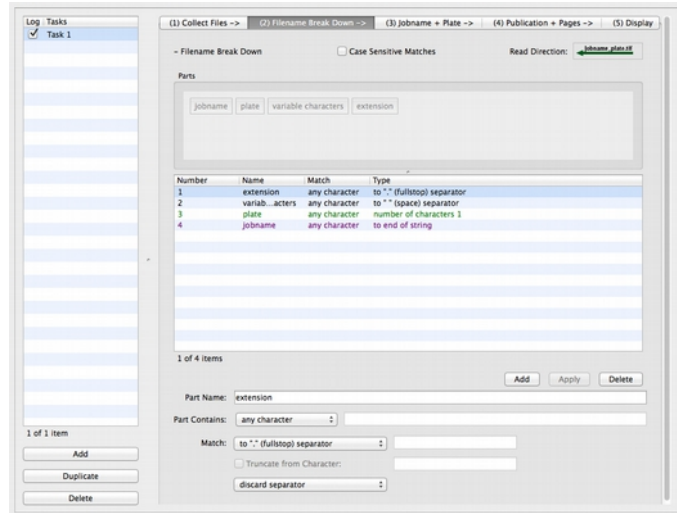 Log Tasks
Task 1
1 of 1 item
Add
Duplicate
Delete
(1) Collect Files -> (2) Filename Break Down -> (3) Jobname + Plate -> (4) Publication + Pages -> (5) Display
- Filename Break Down Case Sensitive Matches Read Direction: jobname_plate.tif
Parts
jobname plate variable characters extension
Number Name Match Type
1 extension any character to "." (fullstop) separator
2 variab...acters any character to " " (space) separator
3 plate any character number of characters 1
4 jobname any character to end of string
1 of 4 items
Add Apply Delete
Part Name: extension
Part Contains: any character
Match: to "." (fullstop) separator
Truncate from Character:
discard separator